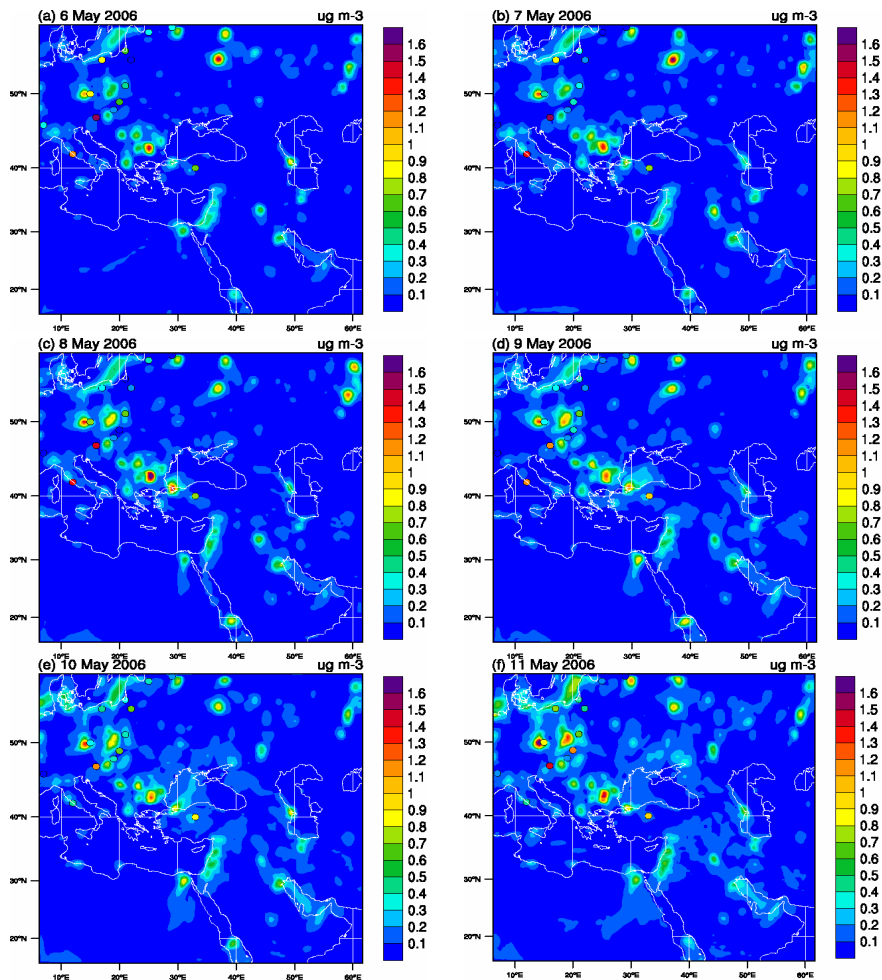 (a) 6 May 2006 ug m-3
1.6
1.5
1.4
1.3
1.2
1.1
1
0.9
0.8
0.7
0.6
0.5
0.4
0.3
0.2
0.1
50°N
40°N
30°N
20°N
10°E 20°E 30°E 40°E 50°E 60°E
(b) 7 May 2006 ug m-3
1.6
1.5
1.4
1.3
1.2
1.1
1
0.9
0.8
0.7
0.6
0.5
0.4
0.3
0.2
0.1
50°N
40°N
30°N
20°N
10°E 20°E 30°E 40°E 50°E 60°E
(c) 8 May 2006 ug m-3
1.6
1.5
1.4
1.3
1.2
1.1
1
0.9
0.8
0.7
0.6
0.5
0.4
0.3
0.2
0.1
50°N
40°N
30°N
20°N
10°E 20°E 30°E 40°E 50°E 60°E
(d) 9 May 2006 ug m-3
1.6
1.5
1.4
1.3
1.2
1.1
1
0.9
0.8
0.7
0.6
0.5
0.4
0.3
0.2
0.1
50°N
40°N
30°N
20°N
10°E 20°E 30°E 40°E 50°E 60°E
(e) 10 May 2006 ug m-3
1.6
1.5
1.4
1.3
1.2
1.1
1
0.9
0.8
0.7
0.6
0.5
0.4
0.3
0.2
0.1
50°N
40°N
30°N
20°N
10°E 20°E 30°E 40°E 50°E 60°E
(f) 11 May 2006 ug m-3
1.6
1.5
1.4
1.3
1.2
1.1
1
0.9
0.8
0.7
0.6
0.5
0.4
0.3
0.2
0.1
50°N
40°N
30°N
20°N
10°E 20°E 30°E 40°E 50°E 60°E